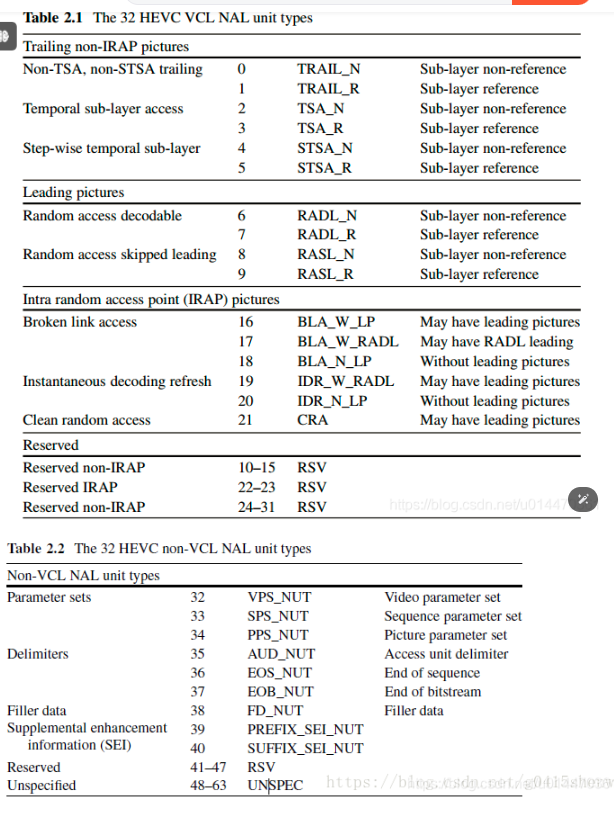 Table 2.1 The 32 HEVC VCL NAL unit types
Trailing non-IRAP pictures
Non-TSA, non-STSA trailing 0 TRAIL_N Sub-layer non-reference
1 TRAIL_R Sub-layer reference
Temporal sub-layer access 2 TSA_N Sub-layer non-reference
3 TSA_R Sub-layer reference
Step-wise temporal sub-layer 4 STSA_N Sub-layer non-reference
5 STSA_R Sub-layer reference
Leading pictures
Random access decodable 6 RADL_N Sub-layer non-reference
7 RADL_R Sub-layer reference
Random access skipped leading 8 RASL_N Sub-layer non-reference
9 RASL_R Sub-layer reference
Intra random access point (IRAP) pictures
Broken link access 16 BLA_W_LP May have leading pictures
17 BLA_W_RADL May have RADL leading
18 BLA_N_LP Without leading pictures
Instantaneous decoding refresh 19 IDR_W_RADL May have leading pictures
20 IDR_N_LP Without leading pictures
Clean random access 21 CRA May have leading pictures
Reserved
Reserved non-IRAP 10–15 RSV
Reserved IRAP 22–23 RSV
Reserved non-IRAP 24–31 RSV
Table 2.2 The 32 HEVC non-VCL NAL unit types
Non-VCL NAL unit types
Parameter sets 32 VPS_NUT Video parameter set
33 SPS_NUT Sequence parameter set
34 PPS_NUT Picture parameter set
Delimiters 35 AUD_NUT Access unit delimiter
36 EOS_NUT End of sequence
37 EOB_NUT End of bitstream
Filler data 38 FD_NUT Filler data
Supplemental enhancement 39 PREFIX_SEI_NUT
information (SEI) 40 SUFFIX_SEI_NUT
Reserved 41–47 RSV
Unspecified 48–63 UNSPEC